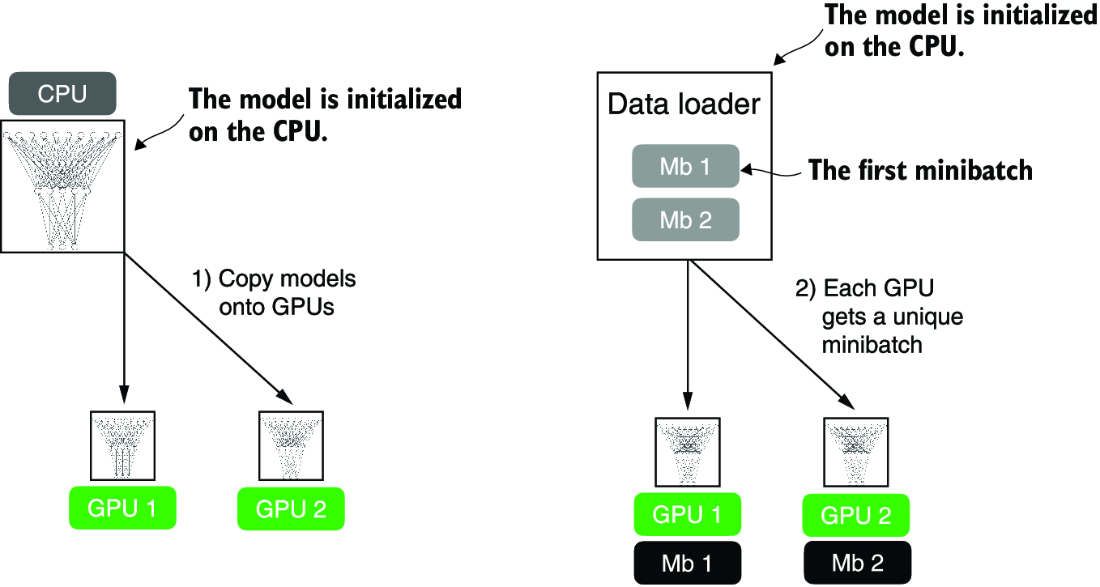 CPU
The model is initialized
on the CPU.
1) Copy models
onto GPUs
GPU 1
GPU 2
The model is initialized
on the CPU.
Data loader
Mb 1
The first minibatch
Mb 2
2) Each GPU
gets a unique
minibatch
GPU 1
GPU 2
Mb 1
Mb 2